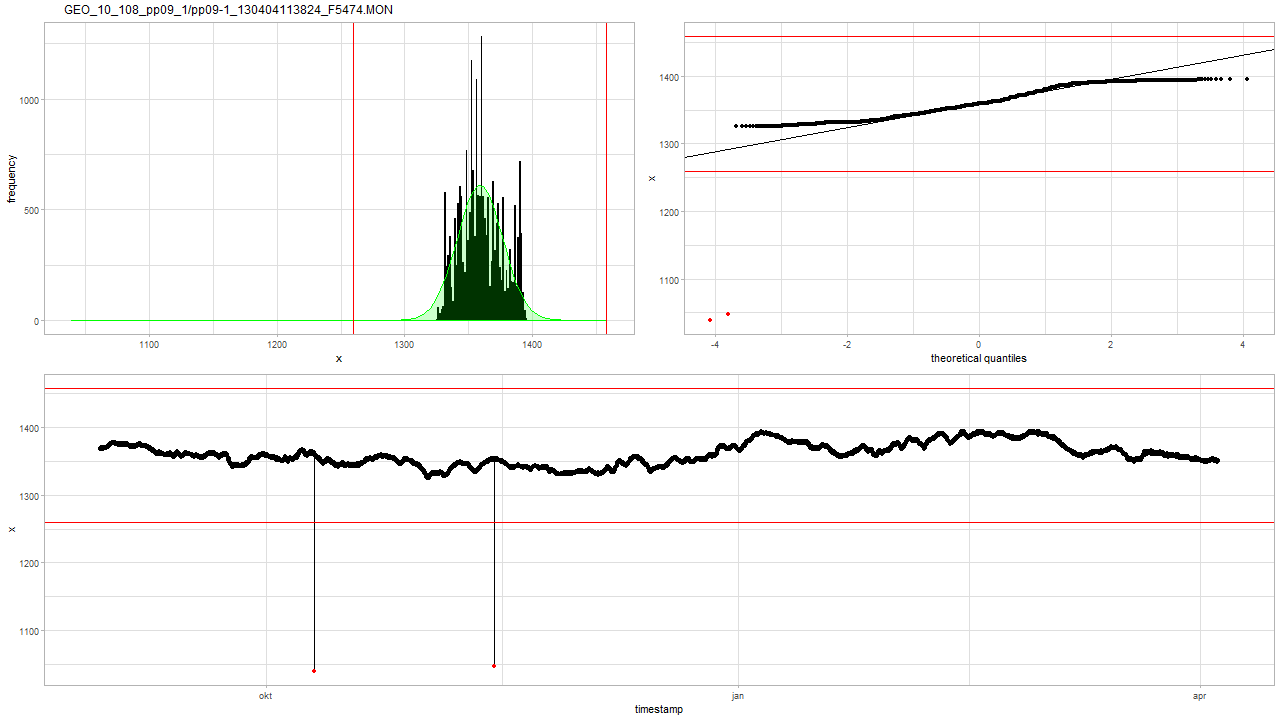 GEO_10_108_pp09_1/pp09-1_130404113824_F5474.MON
frequency
1000
500
0
1100
1200
1300
1400
x
x
1400
1300
1200
1100
-4
-2
0
2
4
theoretical quantiles
x
1400
1300
1200
1100
okt
jan
apr
timestamp